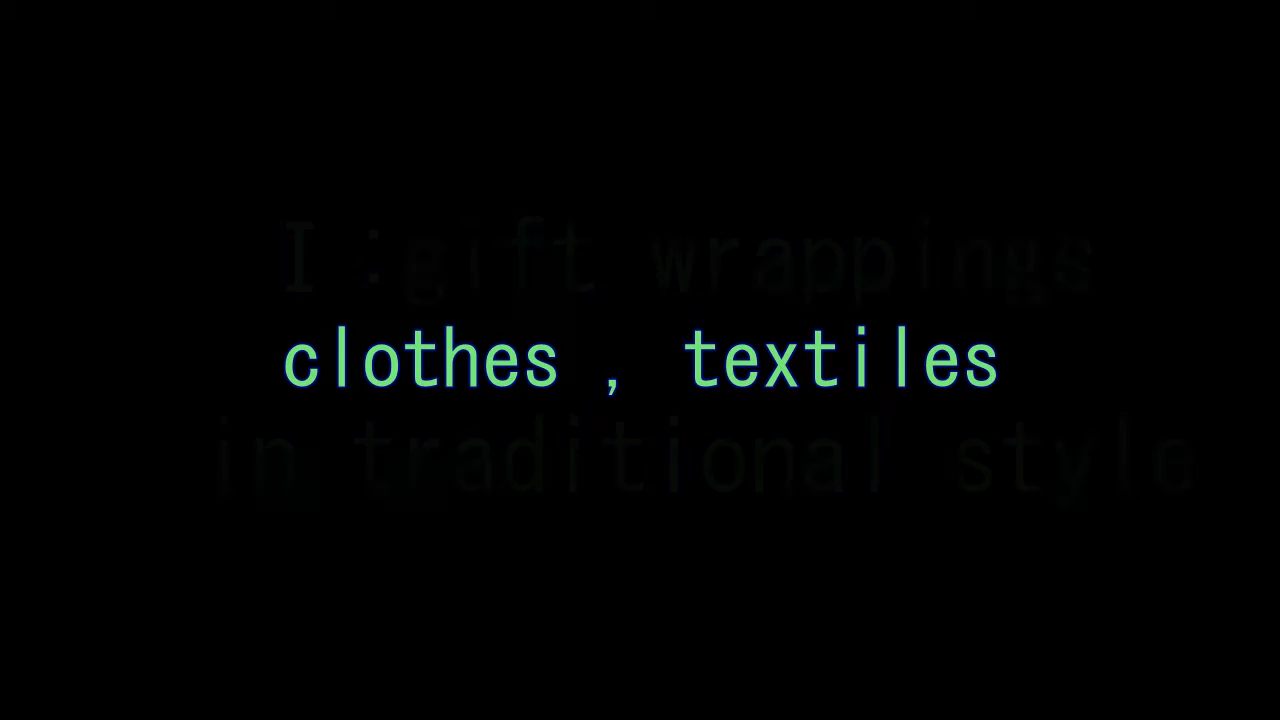 I :gift wrappings
clothes , textiles
in traditional style